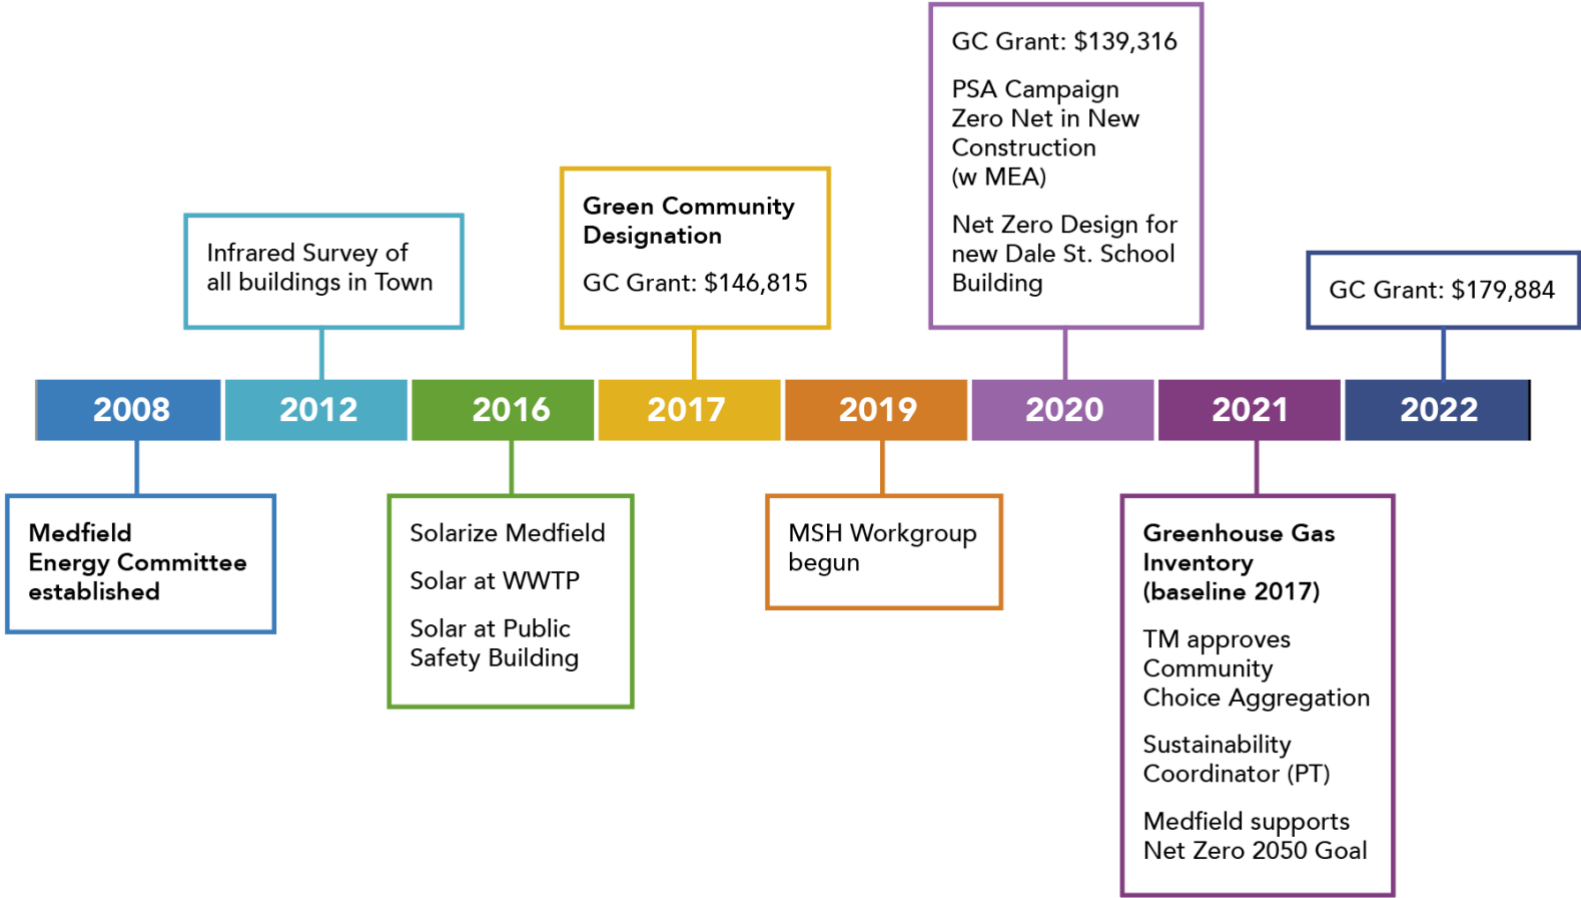 GC Grant: $139,316
PSA Campaign
Zero Net in New
Construction
(w MEA)
Net Zero Design for
new Dale St. School
Building
Green Community
Designation
GC Grant: $146,815
Infrared Survey of
all buildings in Town
GC Grant: $179,884
2008
2012
2016
2017
2019
2020
2021
2022
Medfield
Energy Committee
established
Solarize Medfield
Solar at WWTP
Solar at Public
Safety Building
MSH Workgroup
begun
Greenhouse Gas
Inventory
(baseline 2017)
TM approves
Community
Choice Aggregation
Sustainability
Coordinator (PT)
Medfield supports
Net Zero 2050 Goal